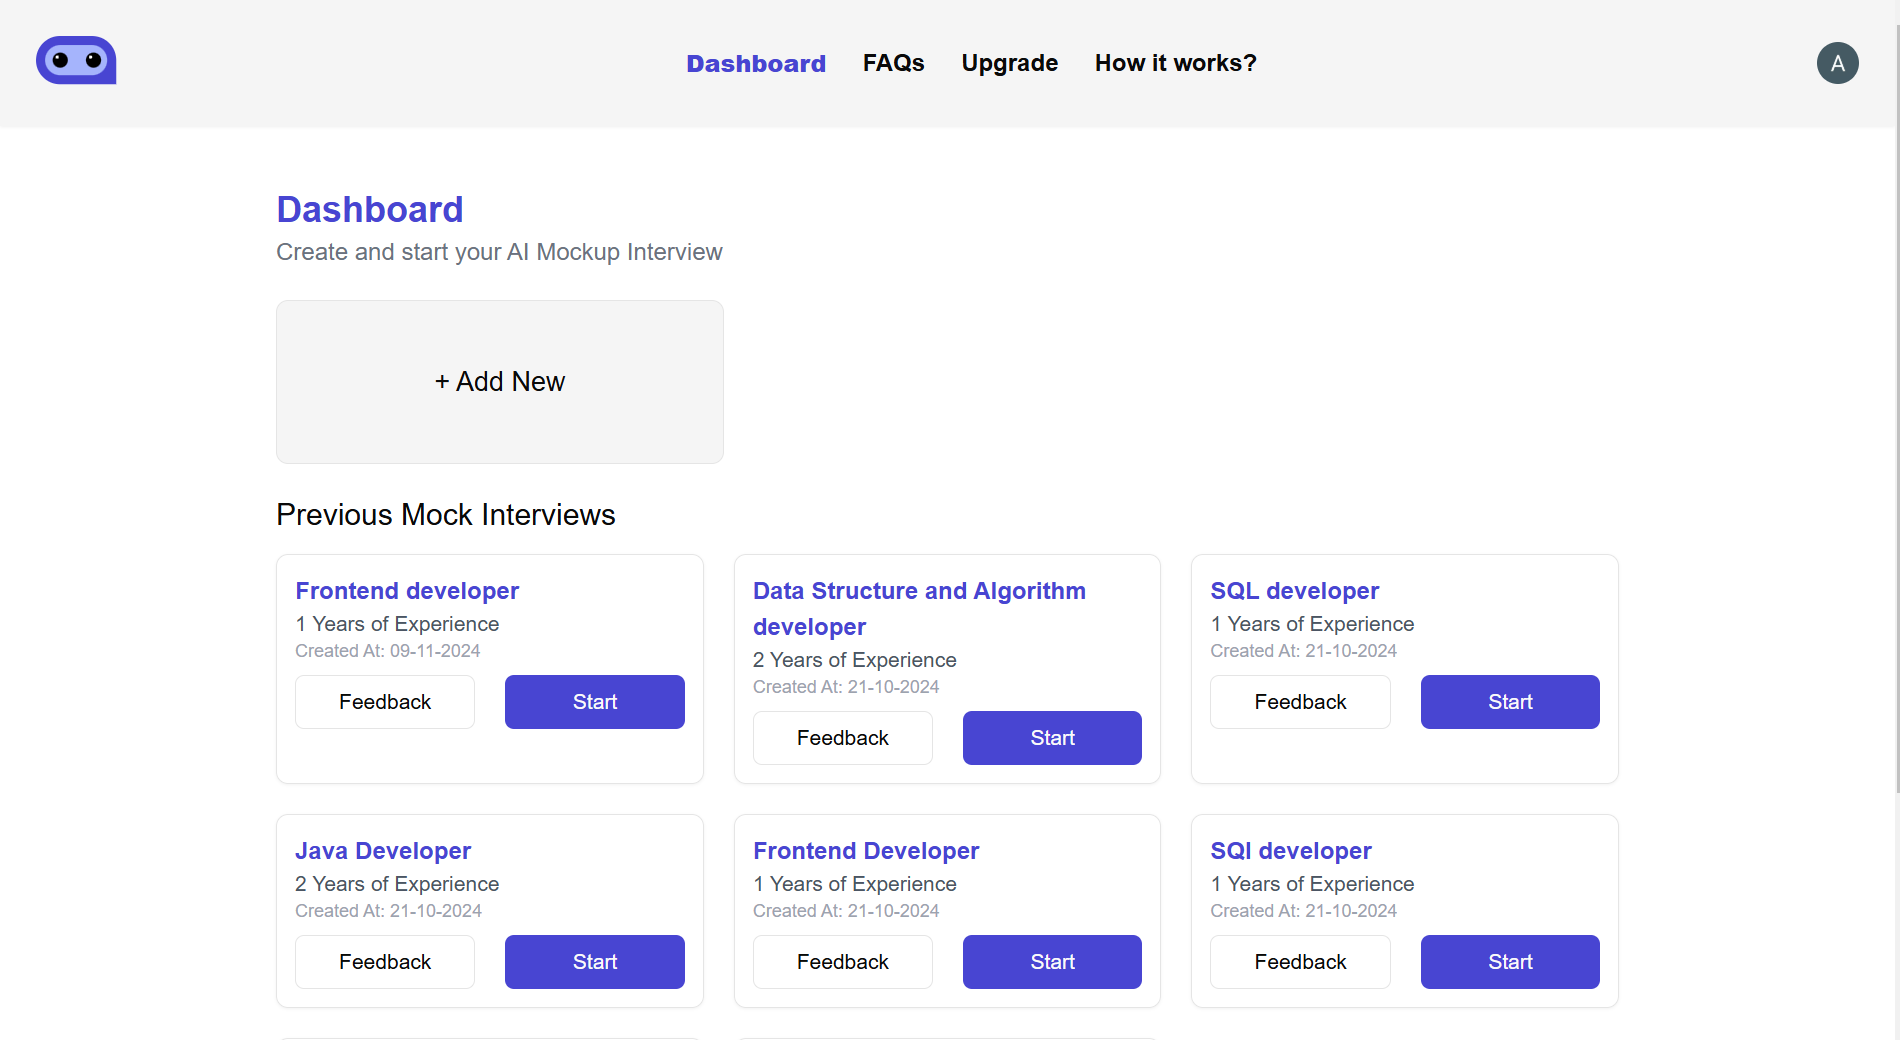 Dashboard FAQs Upgrade How it works? A
Dashboard
Create and start your AI Mockup Interview
+ Add New
Previous Mock Interviews
Frontend developer
1 Years of Experience
Created At: 09-11-2024
Feedback Start
Data Structure and Algorithm
developer
2 Years of Experience
Created At: 21-10-2024
Feedback Start
SQL developer
1 Years of Experience
Created At: 21-10-2024
Feedback Start
Java Developer
2 Years of Experience
Created At: 21-10-2024
Feedback Start
Frontend Developer
1 Years of Experience
Created At: 21-10-2024
Feedback Start
SQl developer
1 Years of Experience
Created At: 21-10-2024
Feedback Start